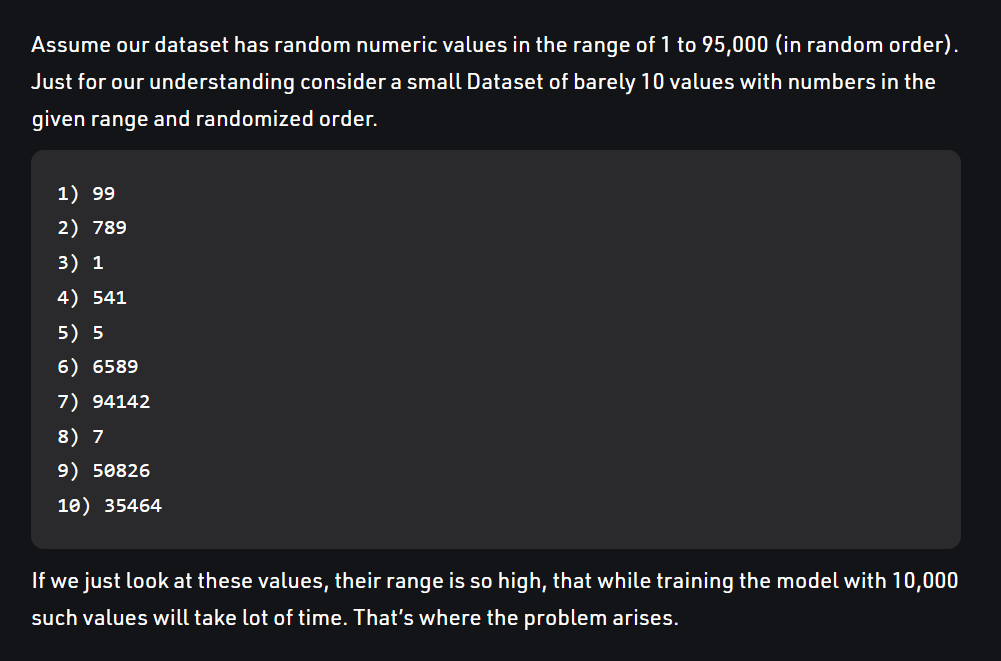 Assume our dataset has random numeric values in the range of 1 to 95,000 (in random order).
Just for our understanding consider a small Dataset of barely 10 values with numbers in the
given range and randomized order.
1) 99
2) 789
3) 1
4) 541
5) 5
6) 6589
7) 94142
8) 7
9) 50826
10) 35464
If we just look at these values, their range is so high, that while training the model with 10,000
such values will take lot of time. That’s where the problem arises.